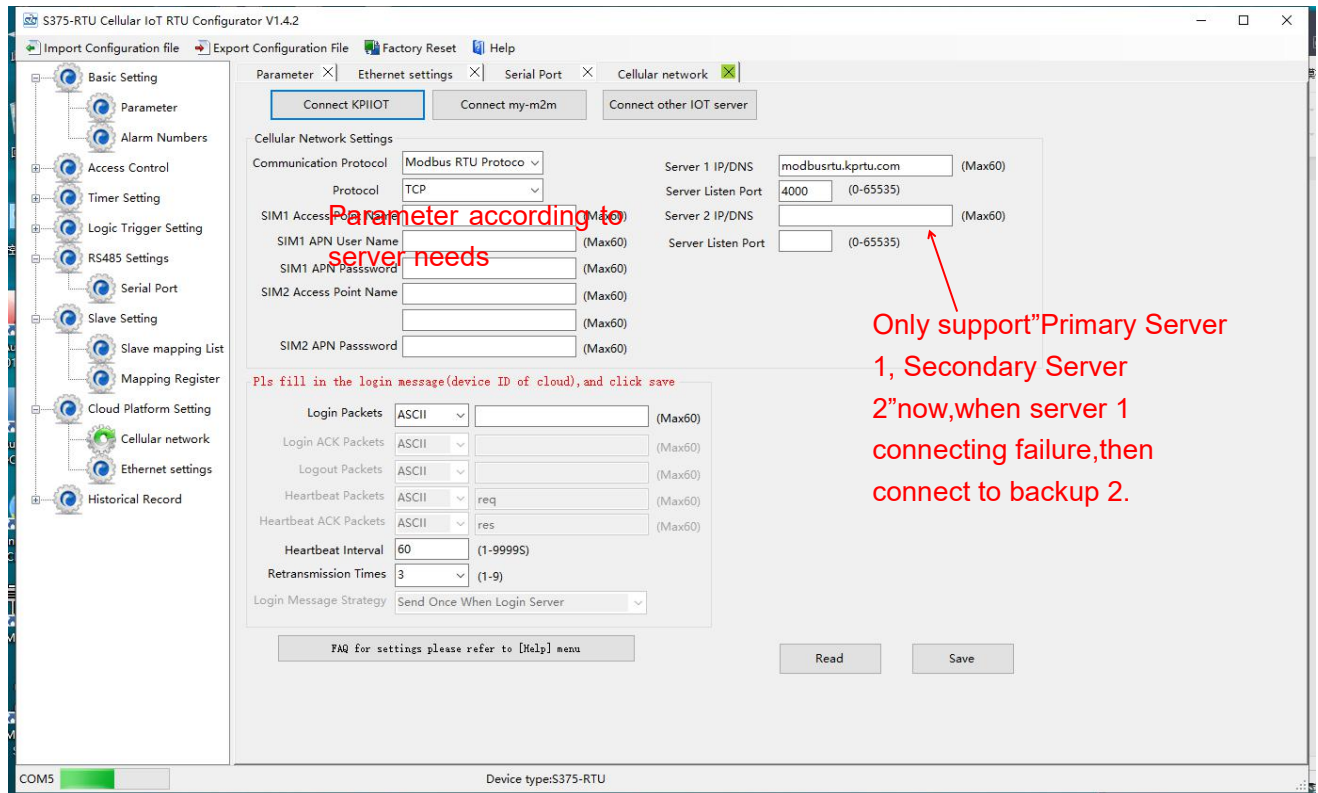 S375-RTU Cellular IoT RTU Configurator V1.4.2
Import Configuration file Export Configuration File Factory Reset Help
Basic Setting
Parameter
Alarm Numbers
Access Control
Timer Setting
Logic Trigger Setting
RS485 Settings
Serial Port
Slave Setting
Slave mapping List
Mapping Register
Cloud Platform Setting
Cellular network
Ethernet settings
Historical Record
Parameter Ethernet settings Serial Port Cellular network
Connect KPIIOT Connect my-m2m Connect other IOT server
Cellular Network Settings
Communication Protocol Modbus RTU Protoco
Protocol TCP
SIM1 Access Point Name (Max60)
SIM1 APN User Name (Max60)
SIM1 APN Passsword (Max60)
SIM2 Access Point Name (Max60)
(Max60)
SIM2 APN Passsword (Max60)
Parameter according to
server needs
Server 1 IP/DNS modbusrtu.kprtu.com (Max60)
Server Listen Port 4000 (0-65535)
Server 2 IP/DNS (Max60)
Server Listen Port (0-65535)
Only support”Primary Server
1, Secondary Server
2”now,when server 1
connecting failure,then
connect to backup 2.
Pls fill in the login message(device ID of cloud),and click save
Login Packets ASCII (Max60)
Login ACK Packets ASCII (Max60)
Logout Packets ASCII (Max60)
Heartbeat Packets ASCII req (Max60)
Heartbeat ACK Packets ASCII res (Max60)
Heartbeat Interval 60 (1-9999S)
Retransmission Times 3 (1-9)
Login Message Strategy Send Once When Login Server
FAQ for settings please refer to [Help] menu
Read Save
COM5 Device type:S375-RTU